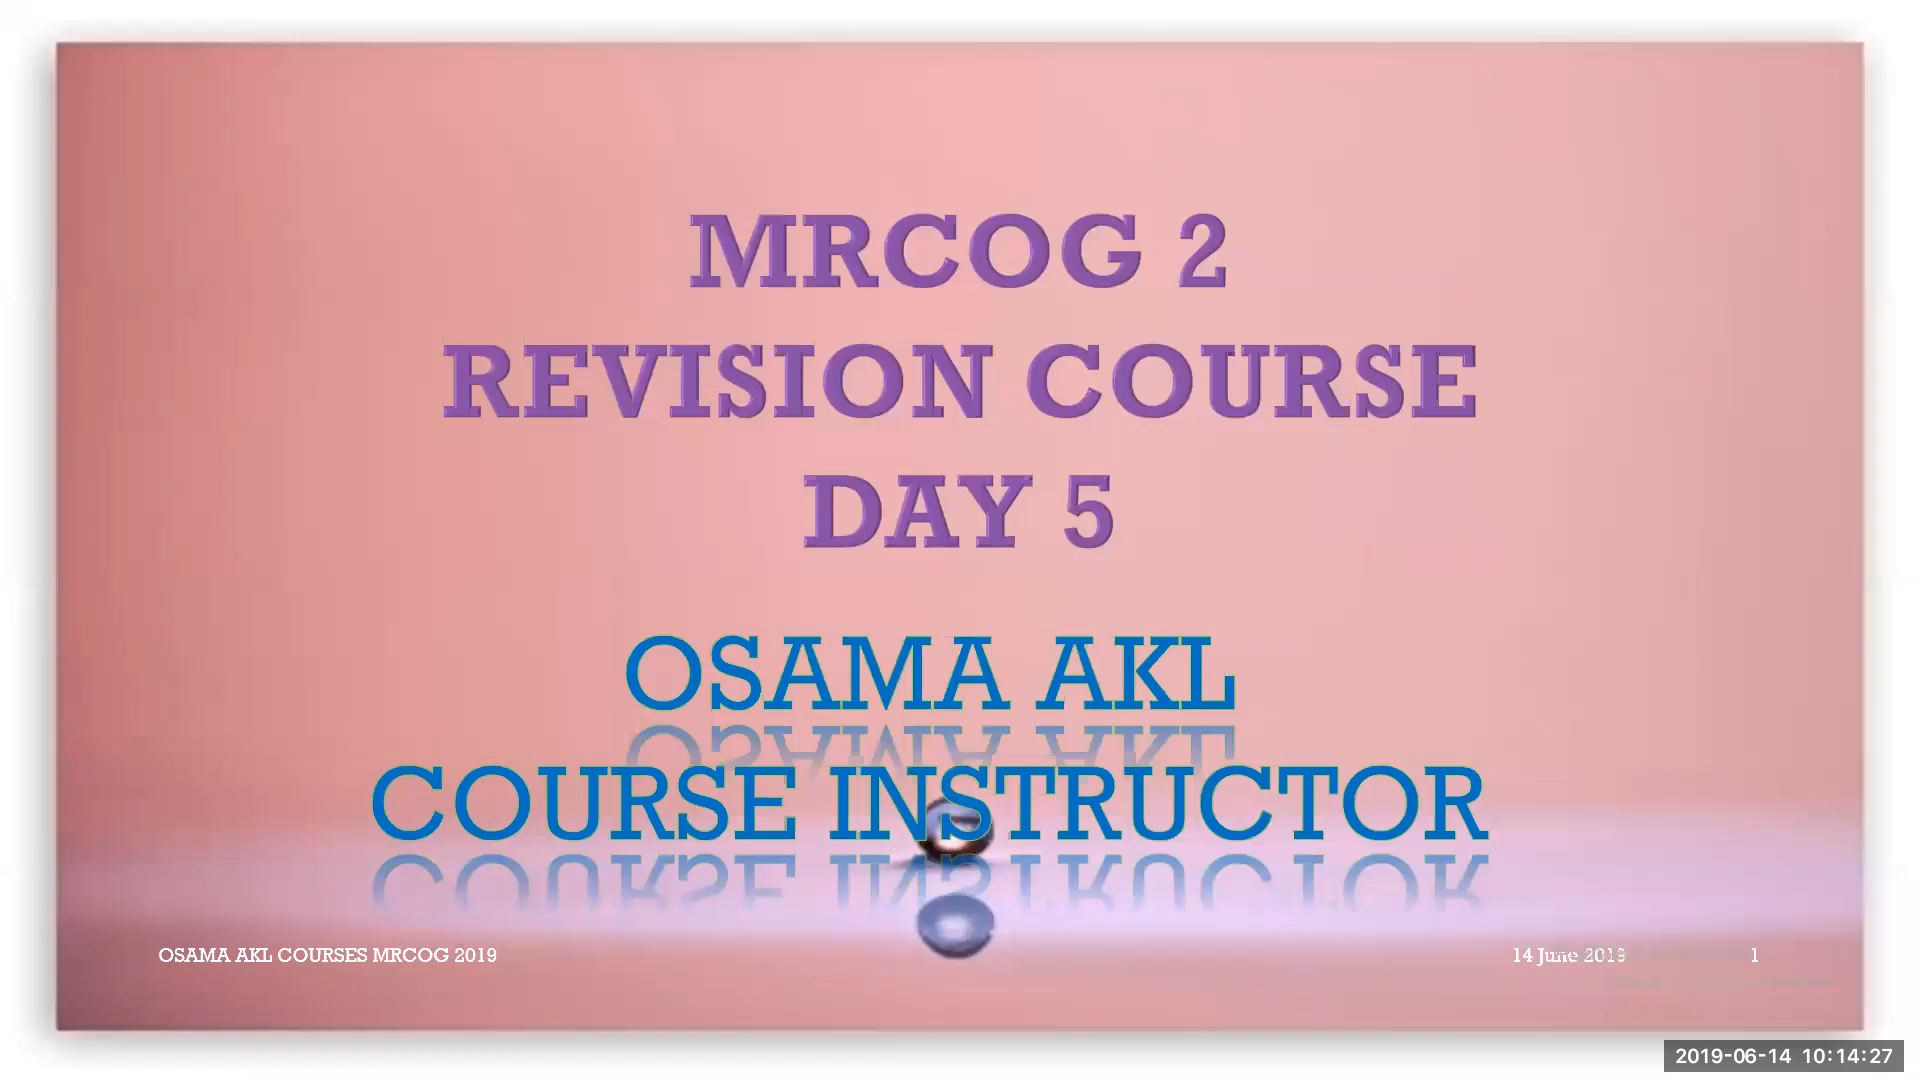 MRCOG 2
REVISION COURSE
DAY 5
OSAMA AKL
COURSE INSTRUCTOR
OSAMA AKL COURSES MRCOG 2019
14 June 2019
1
2019-06-14 10:14:27